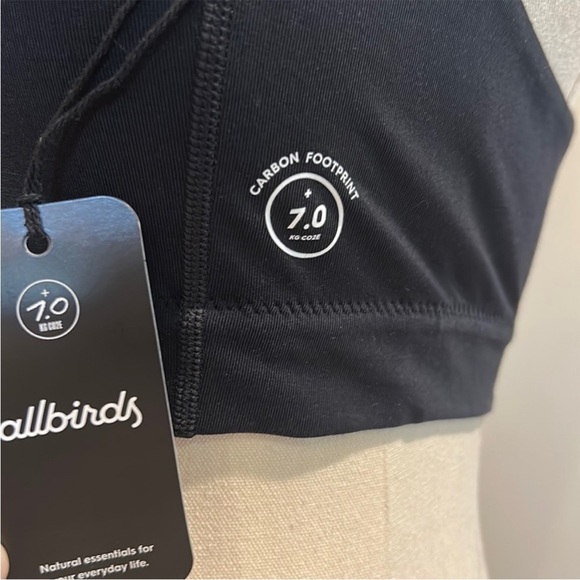 CARBON FOOTPRINT
+
7.0
KG CO2E
+
7.0
KG CO2E
allbirds
Natural essentials for
your everyday life.